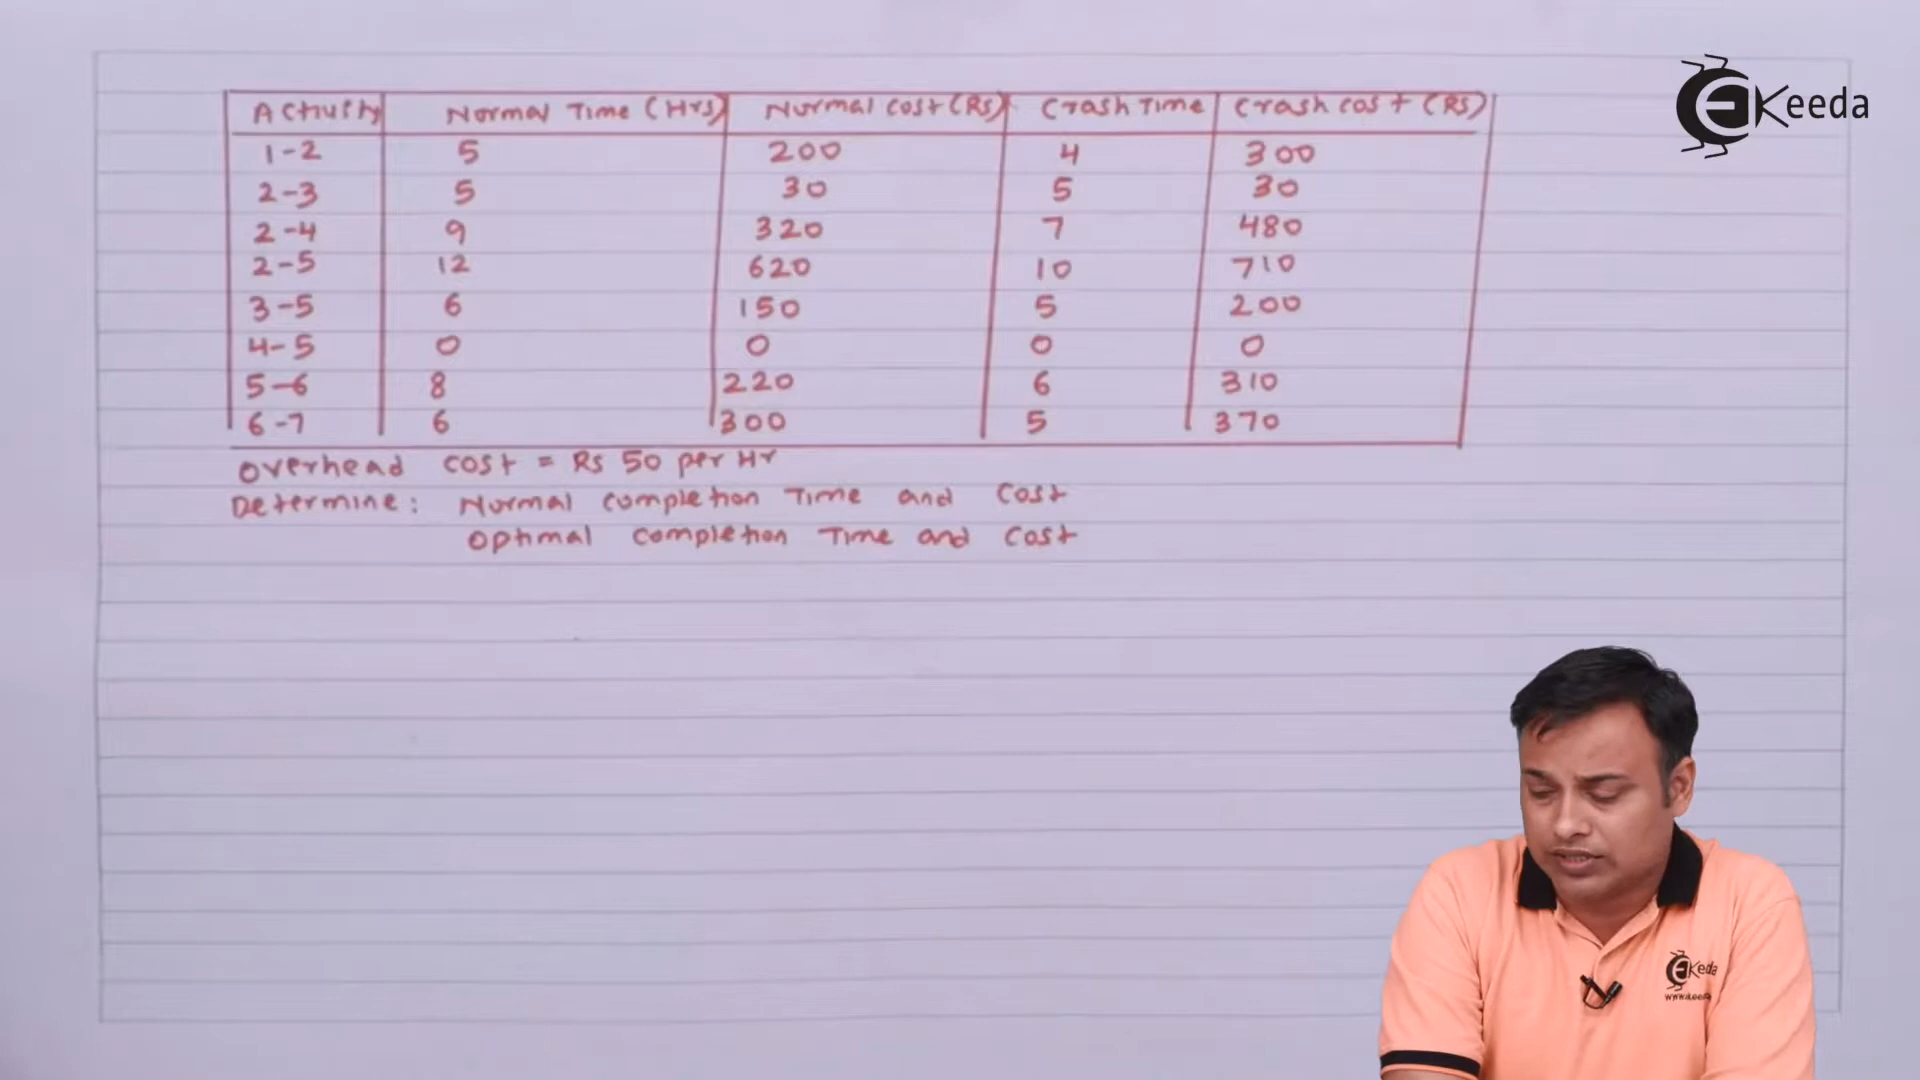 EKeeda
Activity Normal Time (Hrs) Normal cost (Rs) Crash Time Crash cost (Rs)
1-2 5 200 4 300
2-3 5 30 5 30
2-4 9 320 7 480
2-5 12 620 10 710
3-5 6 150 5 200
4-5 0 0 0 0
5-6 8 220 6 310
6-7 6 300 5 370
Overhead cost = Rs 50 per Hr
Determine: Normal completion Time and Cost
Optimal completion Time and Cost
EKeeda